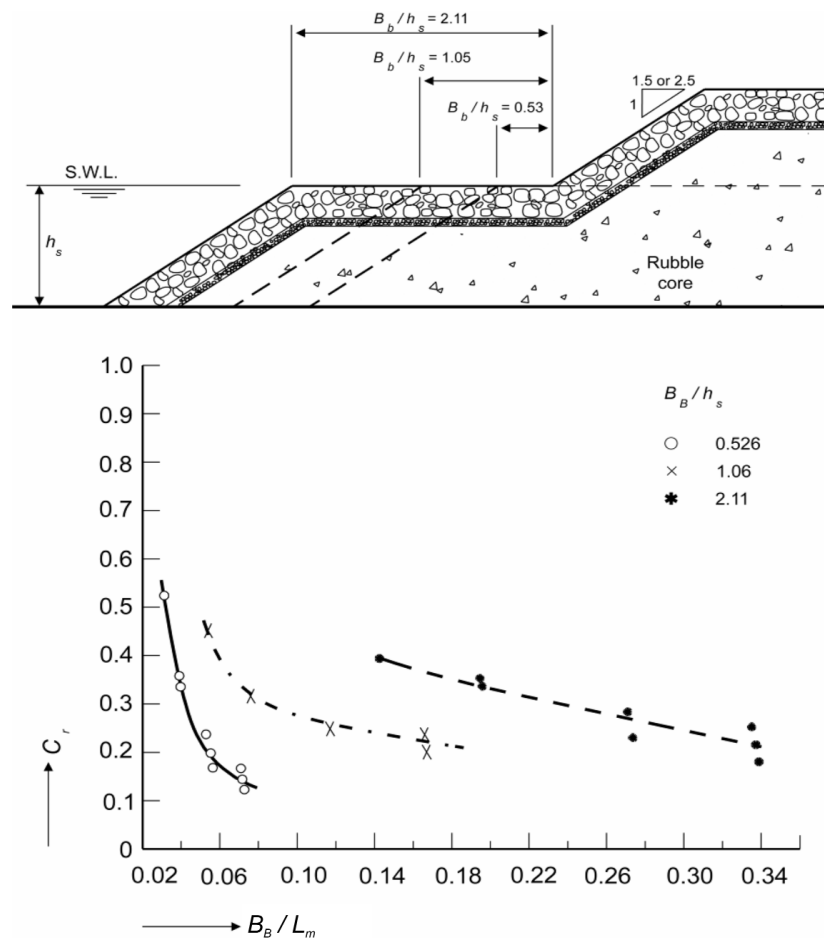 B_b / h_s = 2.11
B_b / h_s = 1.05
B_b / h_s = 0.53
1.5 or 2.5
1
S.W.L.
h_s
Rubble
core
1.0
0.9
0.8
0.7
0.6
0.5
0.4
0.3
0.2
0.1
0
B_B / h_s
0.526
1.06
2.11
C_r
0.02 0.06 0.10 0.14 0.18 0.22 0.26 0.30 0.34
B_B / L_m